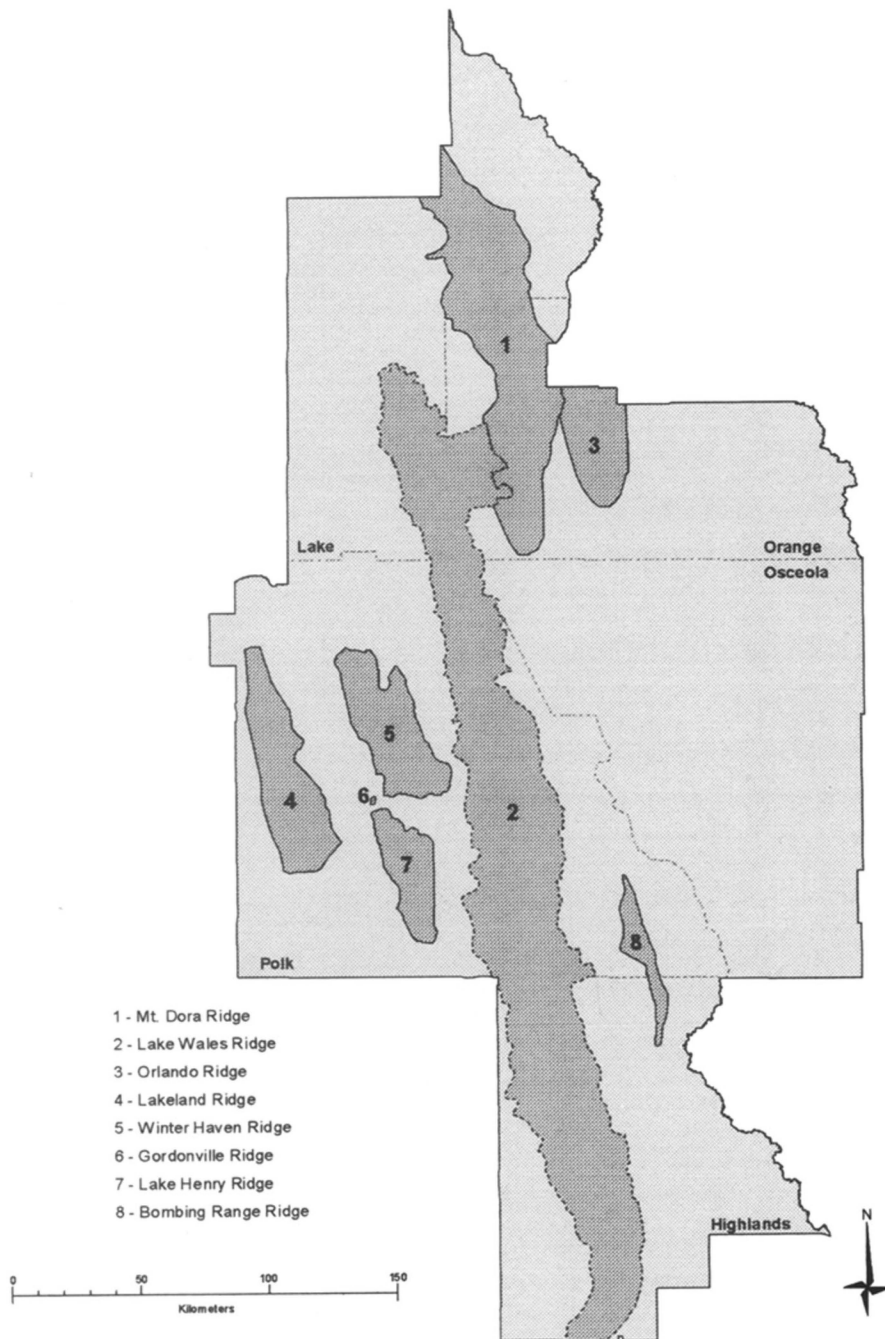 1
3
Lake
Orange
Osceola
5
4
6
2
7
8
Polk
1 - Mt. Dora Ridge
2 - Lake Wales Ridge
3 - Orlando Ridge
4 - Lakeland Ridge
5 - Winter Haven Ridge
6 - Gordonville Ridge
7 - Lake Henry Ridge
8 - Bombing Range Ridge
Highlands
N
0 50 100 150
Kilometers